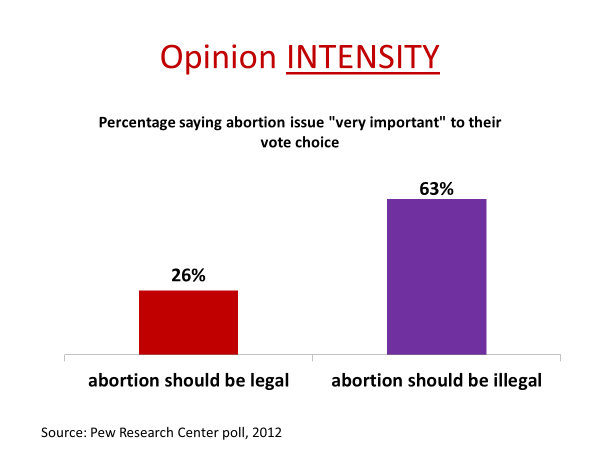 Opinion INTENSITY
Percentage saying abortion issue "very important" to their
vote choice
63%
26%
abortion should be legal
abortion should be illegal
Source: Pew Research Center poll, 2012